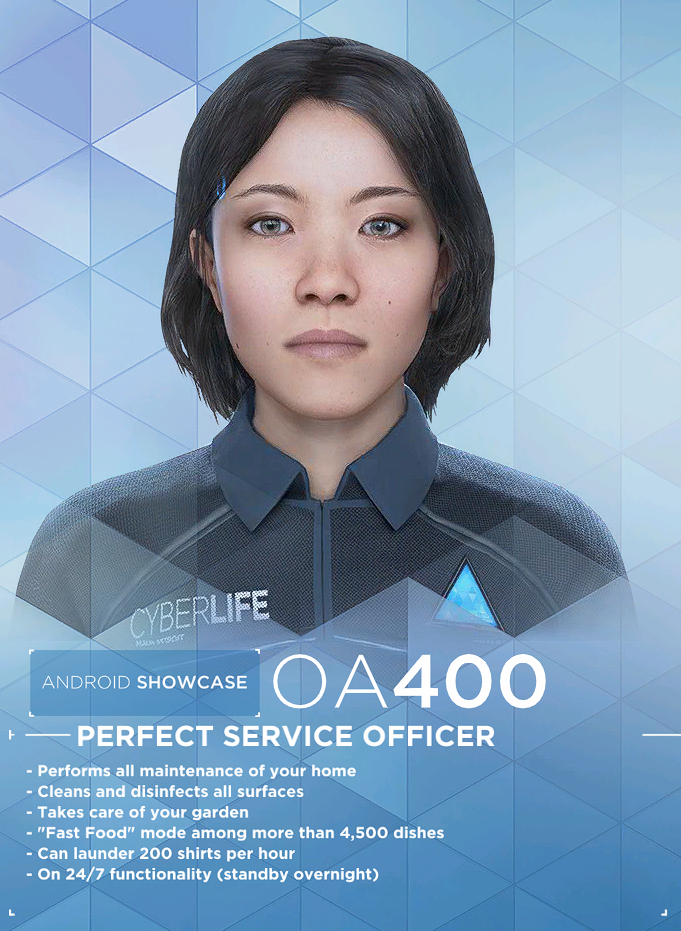 CYBERLIFE
ANDROID SHOWCASE
OA400
PERFECT SERVICE OFFICER
- Performs all maintenance of your home
- Cleans and disinfects all surfaces
- Takes care of your garden
- "Fast Food" mode among more than 4,500 dishes
- Can launder 200 shirts per hour
- On 24/7 functionality (standby overnight)